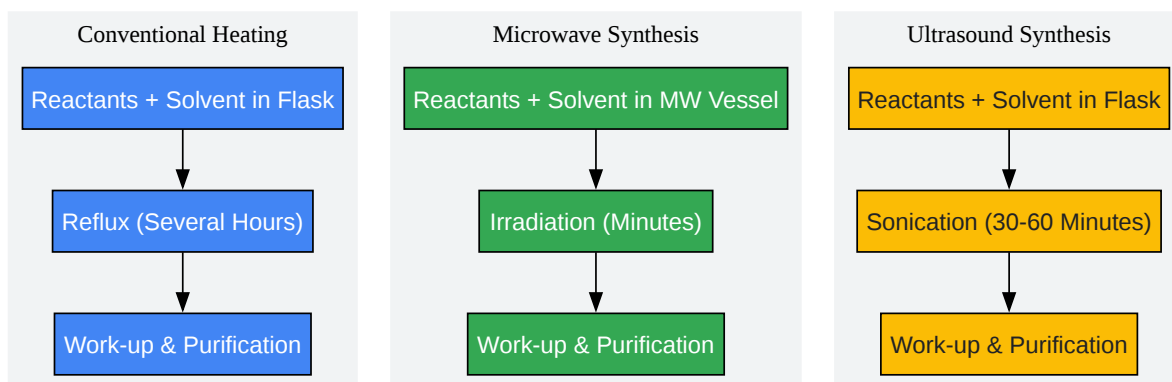 Conventional Heating
Reactants + Solvent in Flask
Reflux (Several Hours)
Work-up & Purification
Microwave Synthesis
Reactants + Solvent in MW Vessel
Irradiation (Minutes)
Work-up & Purification
Ultrasound Synthesis
Reactants + Solvent in Flask
Sonication (30-60 Minutes)
Work-up & Purification